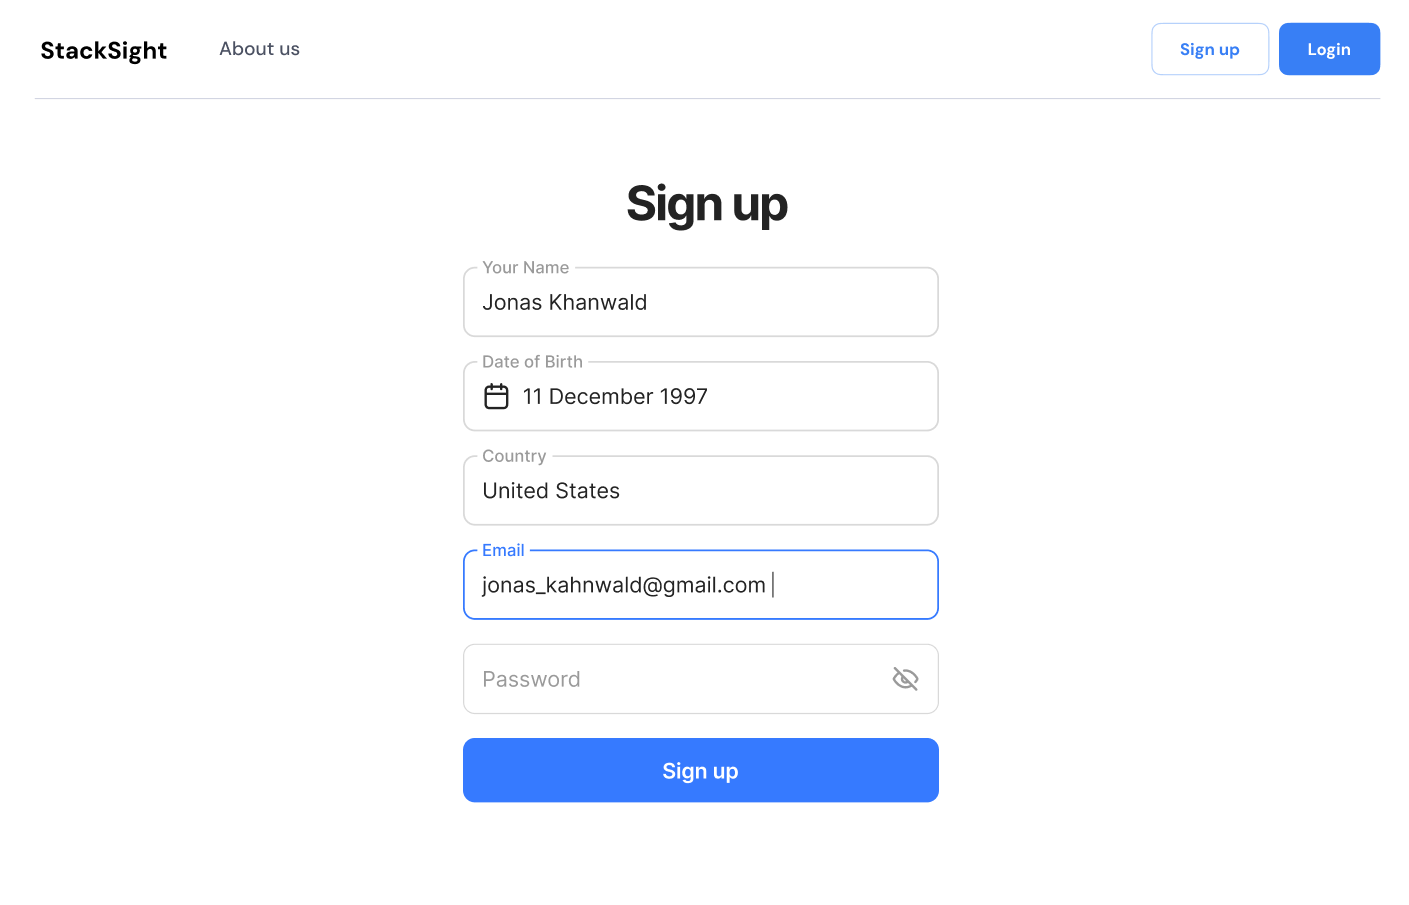 StackSight About us Sign up Login
Sign up
Your Name
Jonas Khanwald
Date of Birth
11 December 1997
Country
United States
Email
jonas_kahnwald@gmail.com
Password
Sign up